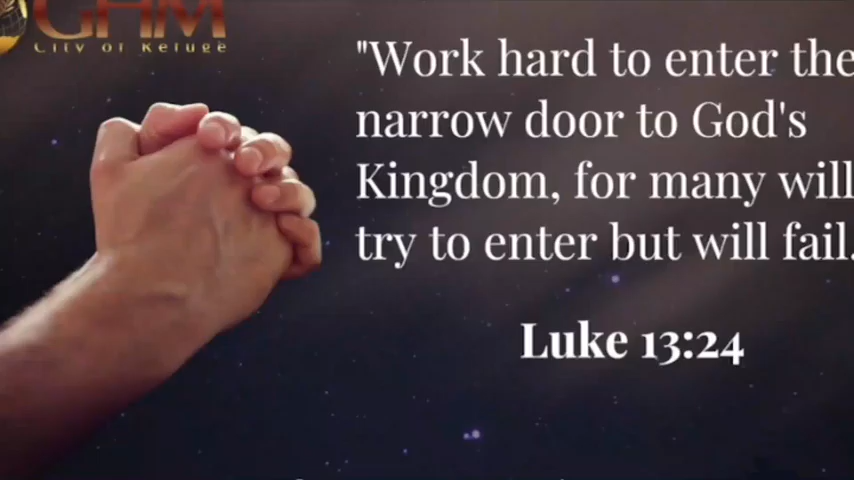 GHM
City of Refuge
"Work hard to enter the
narrow door to God's
Kingdom, for many will
try to enter but will fail.
Luke 13:24